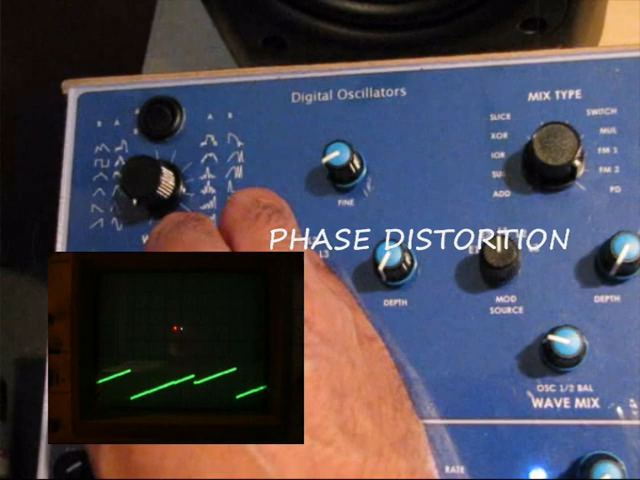 Digital Oscillators
MIX TYPE
B A A B
SLICE SWITCH
XOR MUL
IOR FM 1
FM 2
ADD PD
FINE
PHASE DISTORTION
L3
DEPTH
MOD
SOURCE
DEPTH
OSC 1/2 BAL
WAVE MIX
RATE